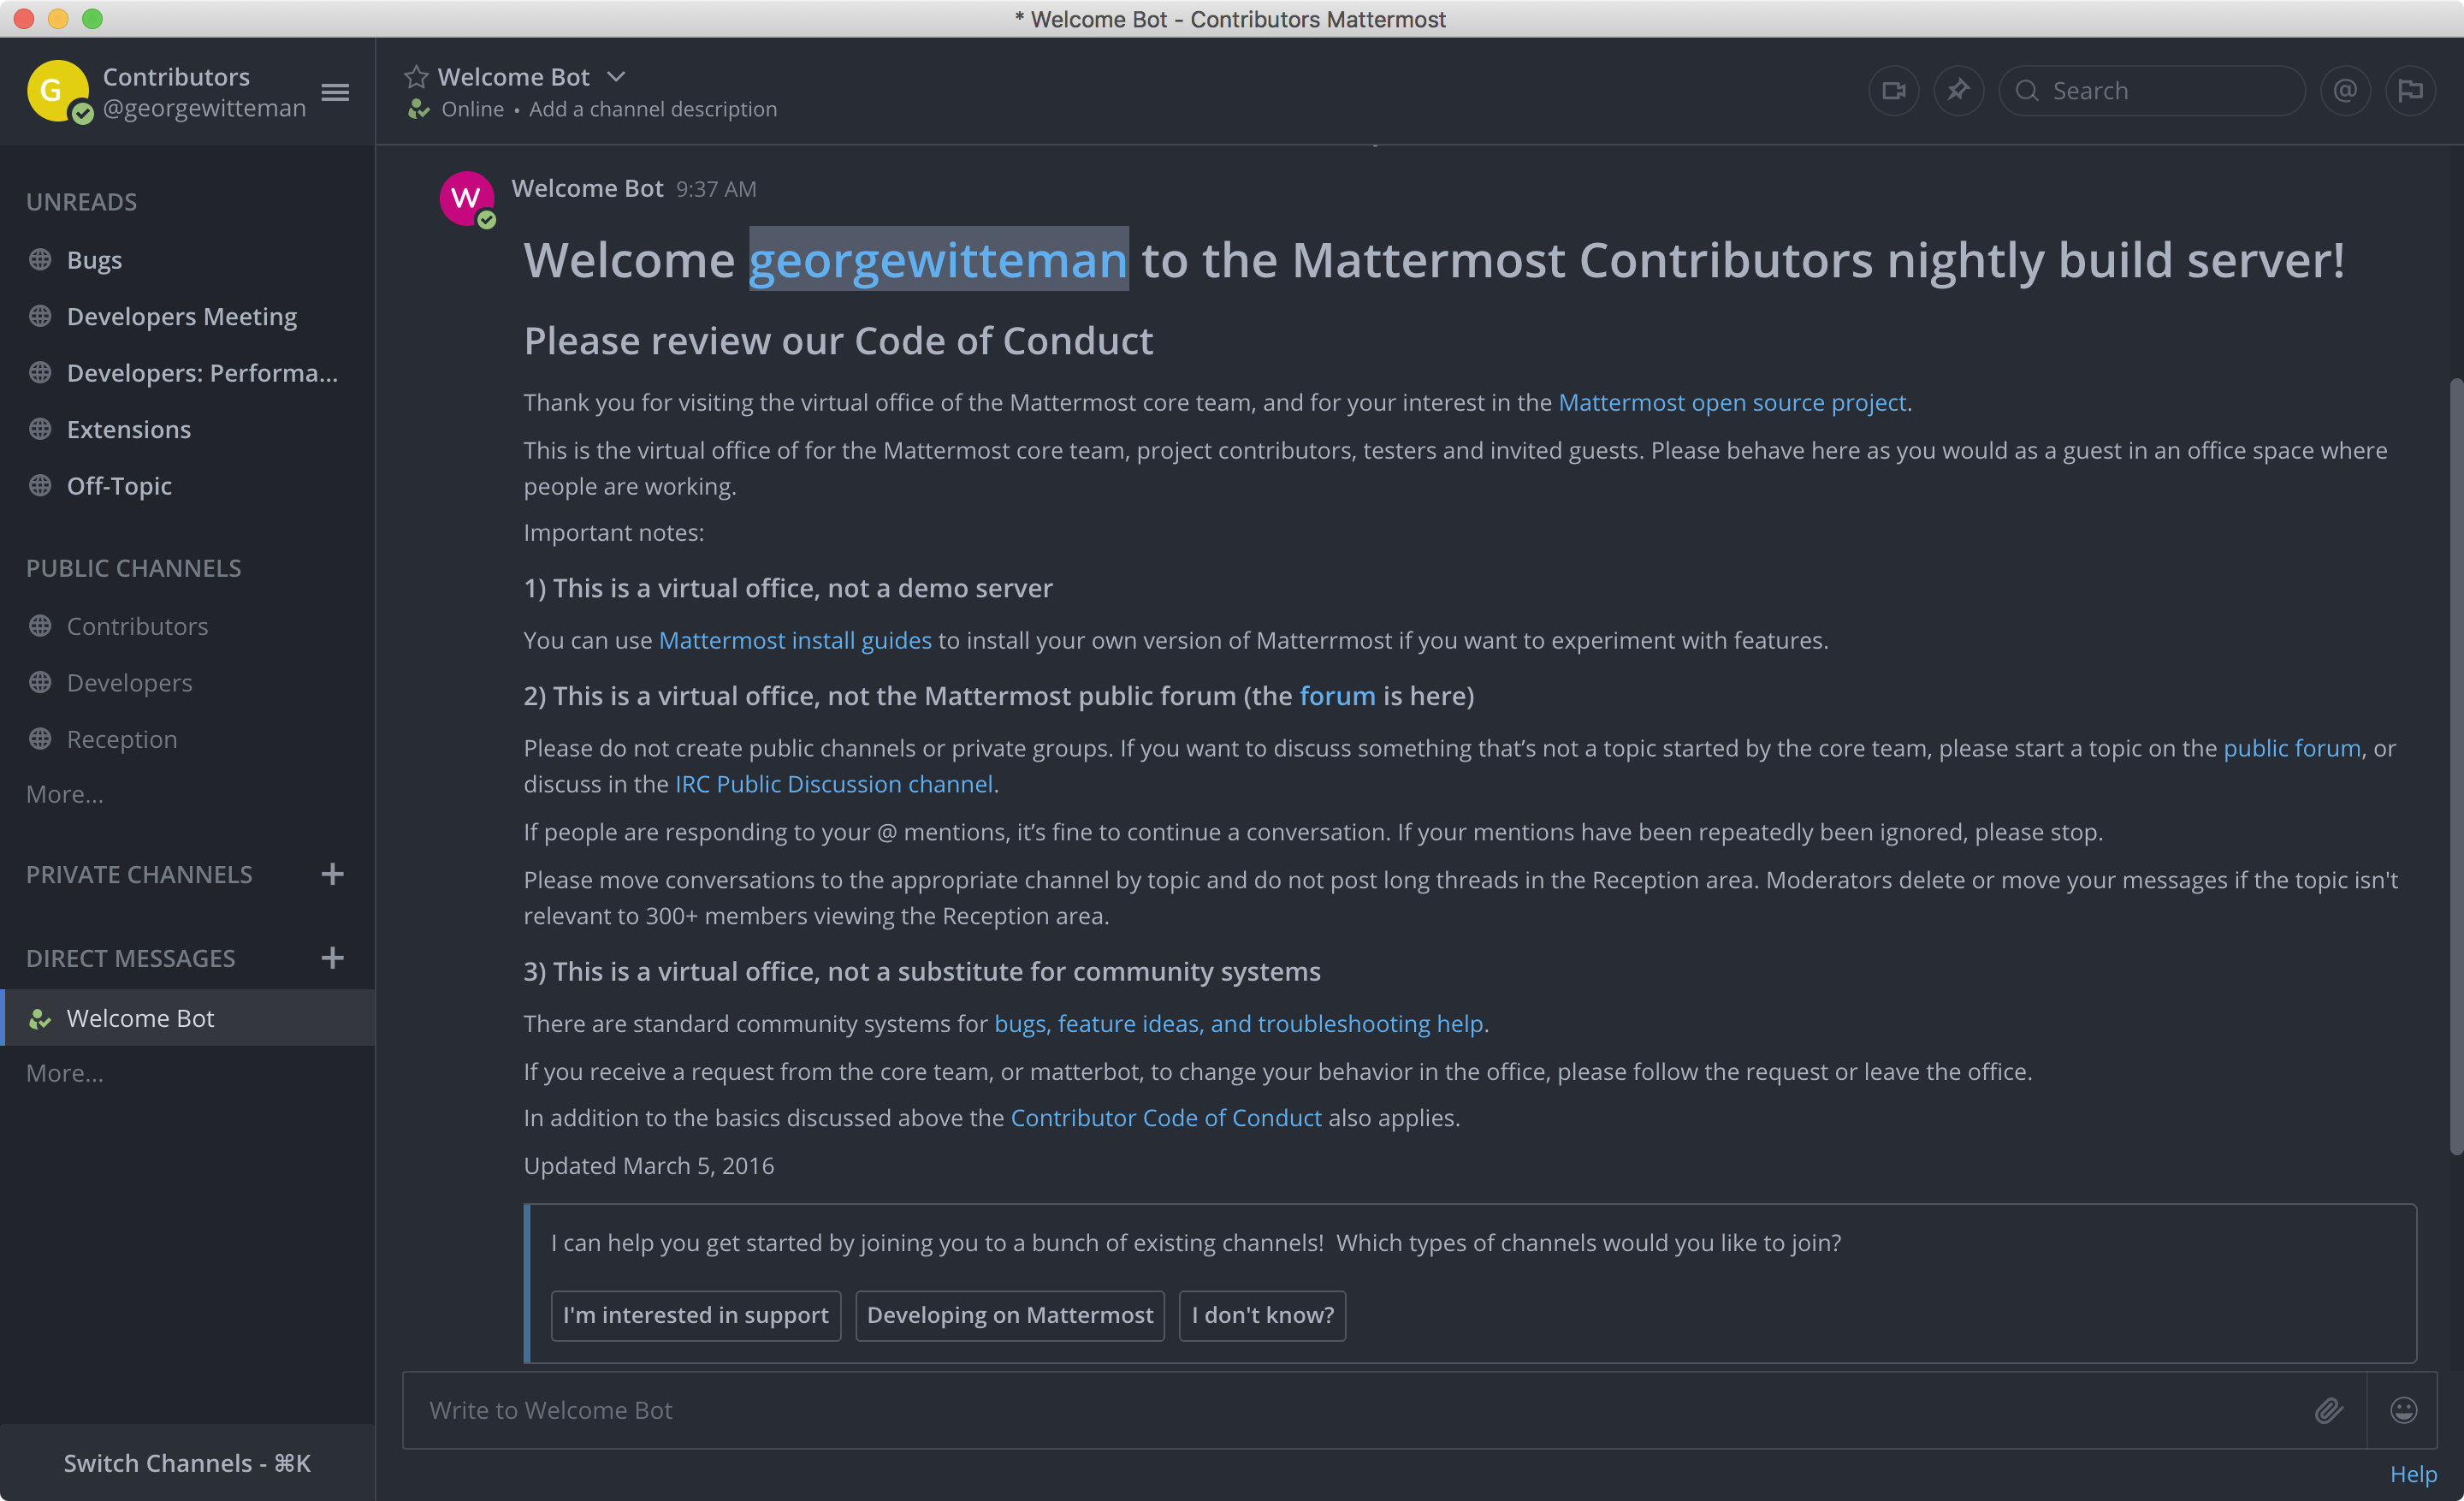 * Welcome Bot - Contributors Mattermost
G
Contributors
@georgewitteman
UNREADS
Bugs
Developers Meeting
Developers: Performa...
Extensions
Off-Topic
PUBLIC CHANNELS
Contributors
Developers
Reception
More...
PRIVATE CHANNELS +
DIRECT MESSAGES +
Welcome Bot
More...
Switch Channels - ⌘K
Welcome Bot
Online • Add a channel description
Search
@
W
Welcome Bot 9:37 AM
Welcome georgewitteman to the Mattermost Contributors nightly build server!
Please review our Code of Conduct
Thank you for visiting the virtual office of the Mattermost core team, and for your interest in the Mattermost open source project.
This is the virtual office of for the Mattermost core team, project contributors, testers and invited guests. Please behave here as you would as a guest in an office space where
people are working.
Important notes:
1) This is a virtual office, not a demo server
You can use Mattermost install guides to install your own version of Matterrmost if you want to experiment with features.
2) This is a virtual office, not the Mattermost public forum (the forum is here)
Please do not create public channels or private groups. If you want to discuss something that’s not a topic started by the core team, please start a topic on the public forum, or
discuss in the IRC Public Discussion channel.
If people are responding to your @ mentions, it’s fine to continue a conversation. If your mentions have been repeatedly been ignored, please stop.
Please move conversations to the appropriate channel by topic and do not post long threads in the Reception area. Moderators delete or move your messages if the topic isn't
relevant to 300+ members viewing the Reception area.
3) This is a virtual office, not a substitute for community systems
There are standard community systems for bugs, feature ideas, and troubleshooting help.
If you receive a request from the core team, or matterbot, to change your behavior in the office, please follow the request or leave the office.
In addition to the basics discussed above the Contributor Code of Conduct also applies.
Updated March 5, 2016
I can help you get started by joining you to a bunch of existing channels! Which types of channels would you like to join?
I'm interested in support Developing on Mattermost I don't know?
Write to Welcome Bot
Help